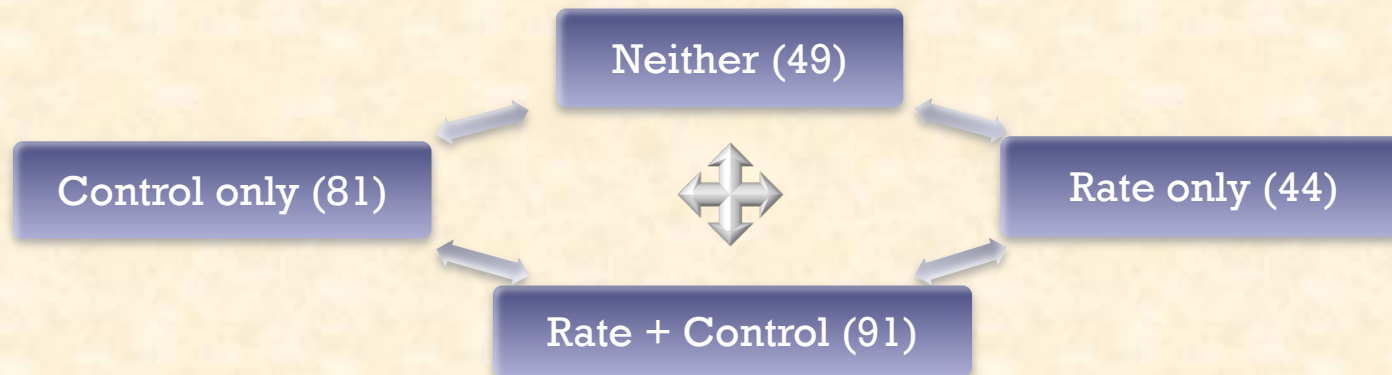 Neither (49)
Control only (81)
Rate only (44)
Rate + Control (91)